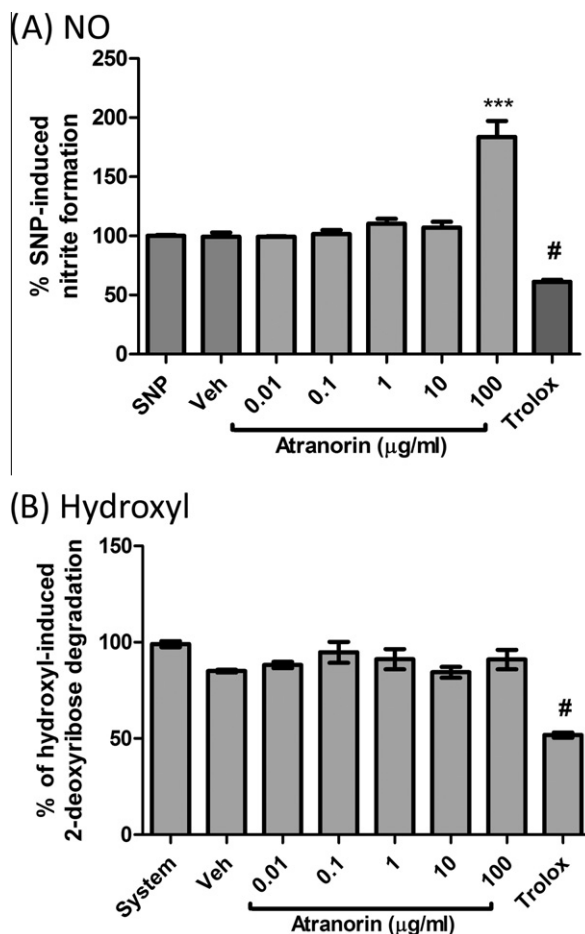 (A) NO
% SNP-induced
nitrite formation
250
200
150
100
50
0
***
#
SNP
Veh
0.01
0.1
1
10
100
Trolox
Atranorin (μg/ml)
(B) Hydroxyl
% of hydroxyl-induced
2-deoxyribose degradation
150
100
50
0
#
System
Veh
0.01
0.1
1
10
100
Trolox
Atranorin (μg/ml)